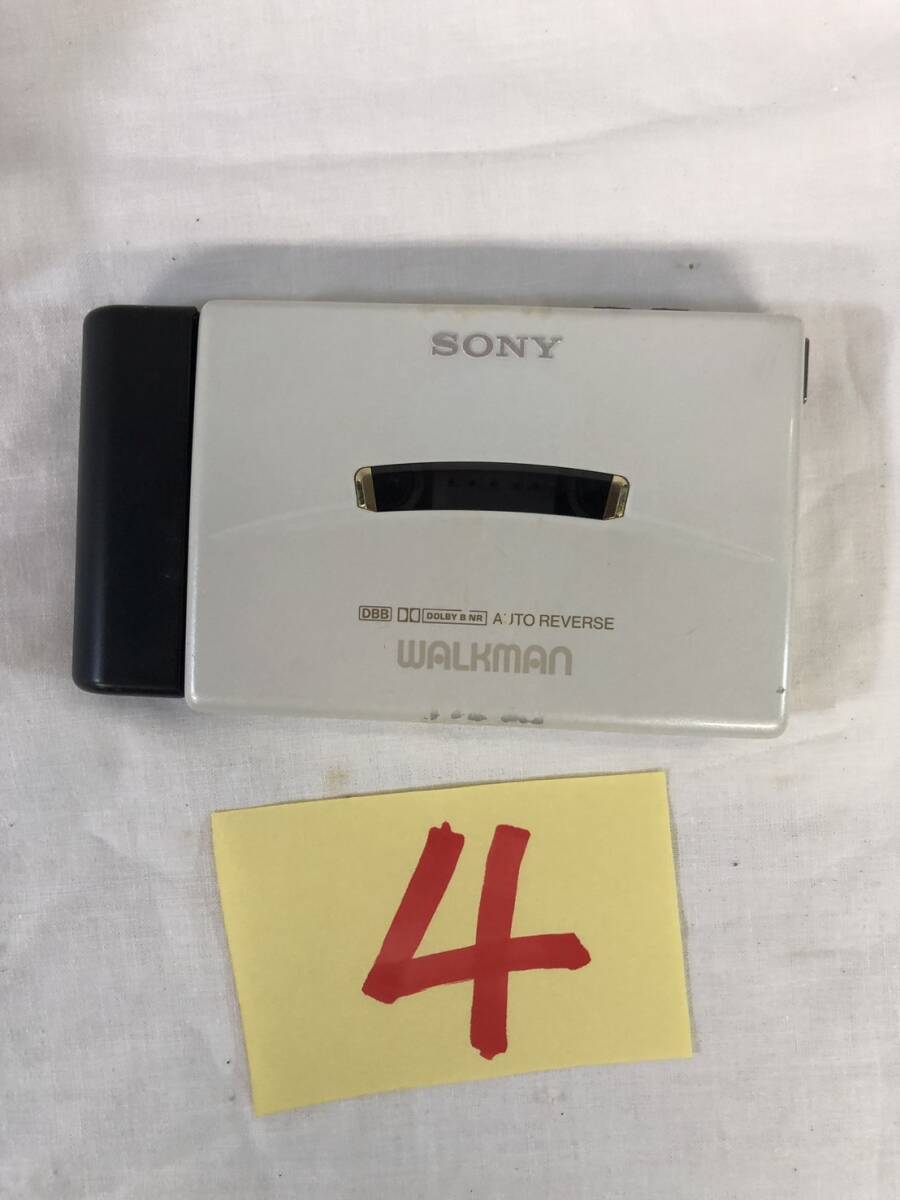 SONY
DBB DOLBY B NR AUTO REVERSE
WALKMAN
4